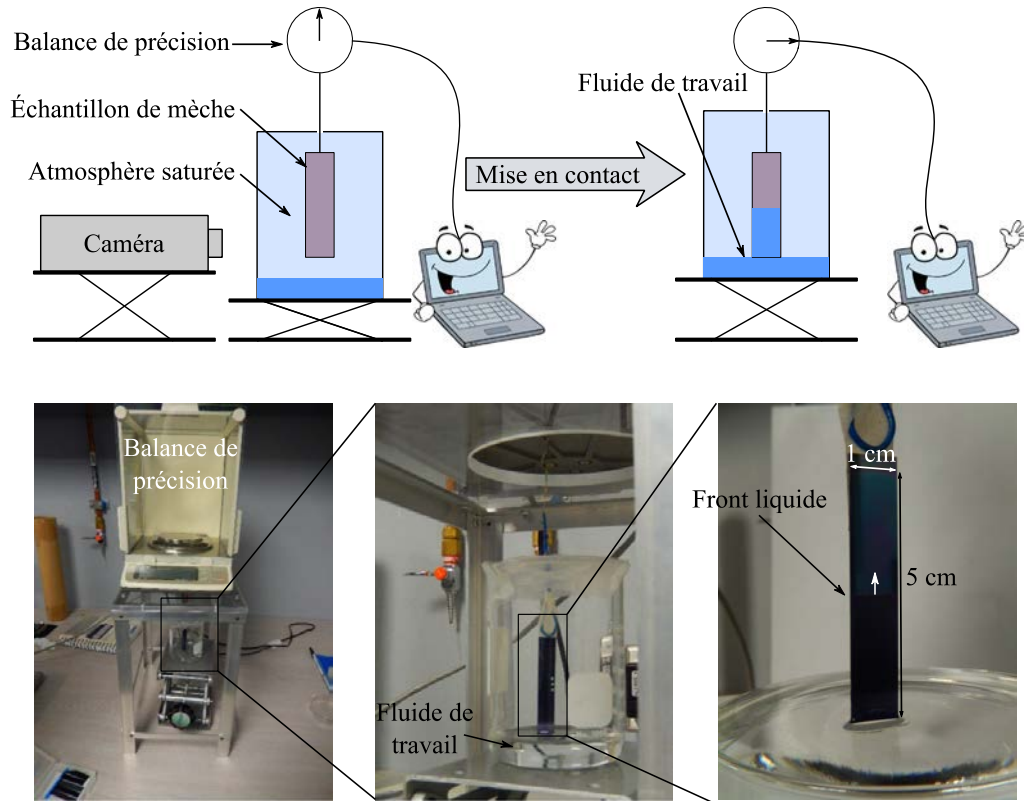 Balance de précision
Échantillon de mèche
Atmosphère saturée
Caméra
Mise en contact
Fluide de travail
Balance de
précision
Fluide de
travail
1 cm
Front liquide
5 cm